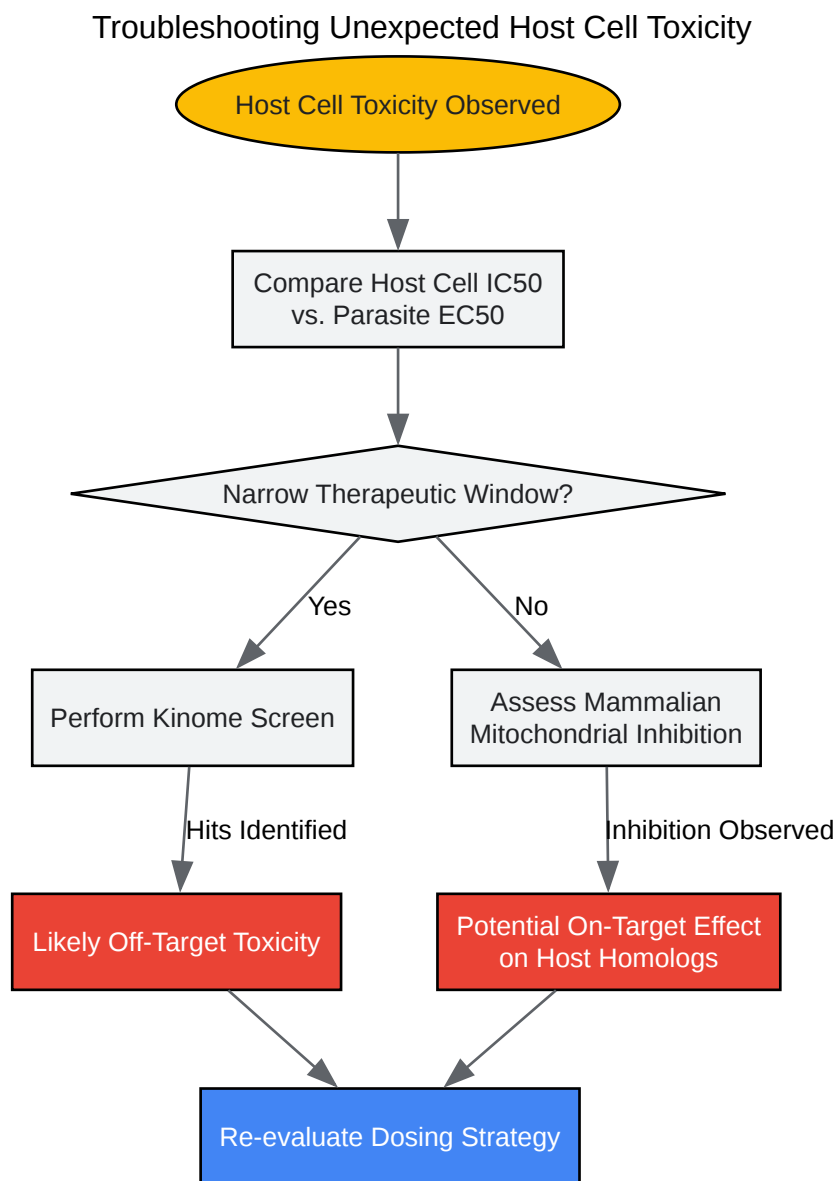 Troubleshooting Unexpected Host Cell Toxicity
Host Cell Toxicity Observed
Compare Host Cell IC50
vs. Parasite EC50
Narrow Therapeutic Window?
Yes
No
Perform Kinome Screen
Assess Mammalian
Mitochondrial Inhibition
Hits Identified
Inhibition Observed
Likely Off-Target Toxicity
Potential On-Target Effect
on Host Homologs
Re-evaluate Dosing Strategy